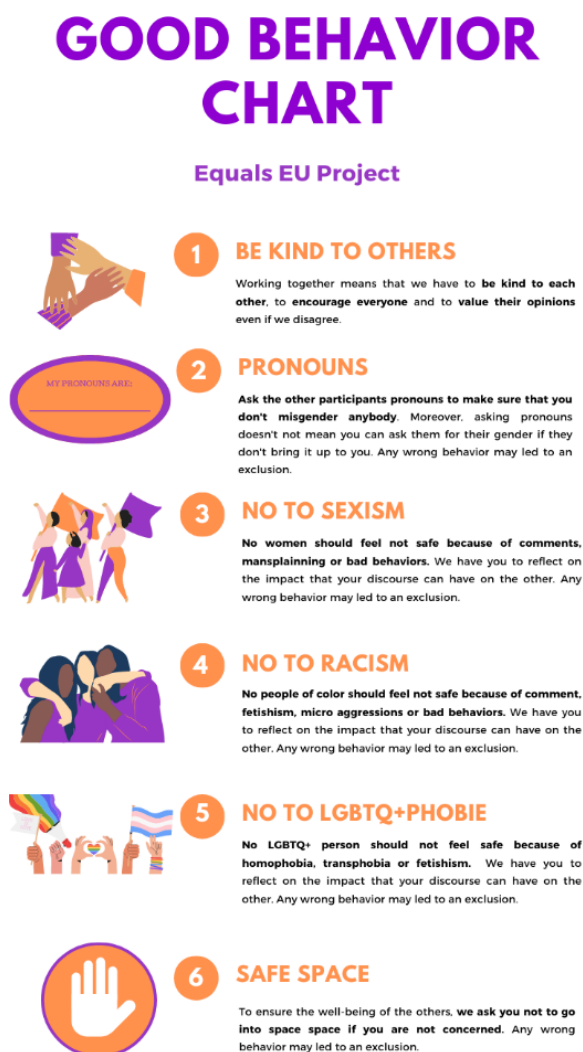 GOOD BEHAVIOR
CHART
Equals EU Project
1
BE KIND TO OTHERS
Working together means that we have to be kind to each
other, to encourage everyone and to value their opinions
even if we disagree.
MY PRONOUNS ARE:
2
PRONOUNS
Ask the other participants pronouns to make sure that you
don't misgender anybody. Moreover, asking pronouns
doesn't not mean you can ask them for their gender if they
don't bring it up to you. Any wrong behavior may led to an
exclusion.
3
NO TO SEXISM
No women should feel not safe because of comments,
mansplainning or bad behaviors. We have you to reflect on
the impact that your discourse can have on the other. Any
wrong behavior may led to an exclusion.
4
NO TO RACISM
No people of color should feel not safe because of comment,
fetishism, micro aggressions or bad behaviors. We have you
to reflect on the impact that your discourse can have on the
other. Any wrong behavior may led to an exclusion.
5
NO TO LGBTQ+PHOBIE
No LGBTQ+ person should not feel safe because of
homophobia, transphobia or fetishism. We have you to
reflect on the impact that your discourse can have on the
other. Any wrong behavior may led to an exclusion.
6
SAFE SPACE
To ensure the well-being of the others, we ask you not to go
into space space if you are not concerned. Any wrong
behavior may led to an exclusion.